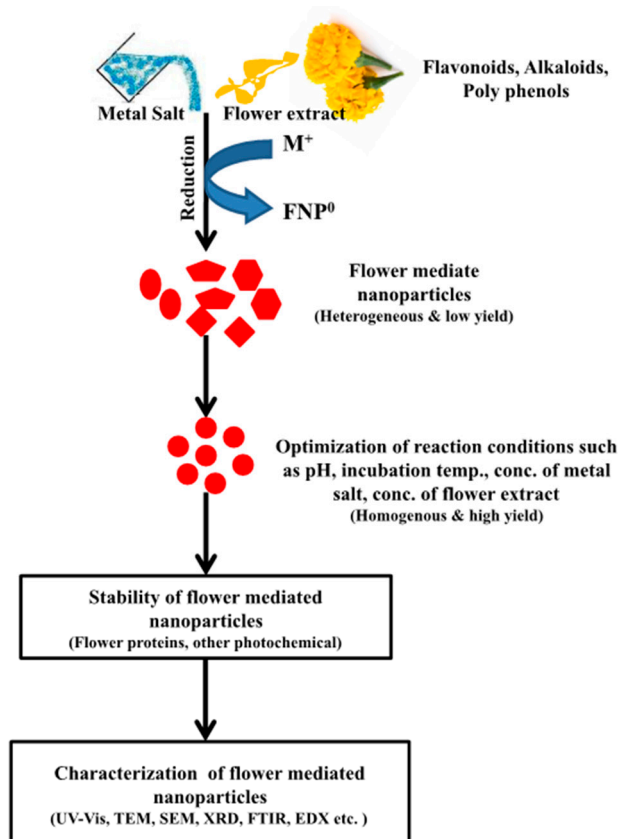 Flavonoids, Alkaloids,
Poly phenols
Metal Salt
Flower extract
Reduction
M⁺
FNP⁰
Flower mediate
nanoparticles
(Heterogeneous & low yield)
Optimization of reaction conditions such
as pH, incubation temp., conc. of metal
salt, conc. of flower extract
(Homogenous & high yield)
Stability of flower mediated
nanoparticles
(Flower proteins, other photochemical)
Characterization of flower mediated
nanoparticles
(UV-Vis, TEM, SEM, XRD, FTIR, EDX etc. )